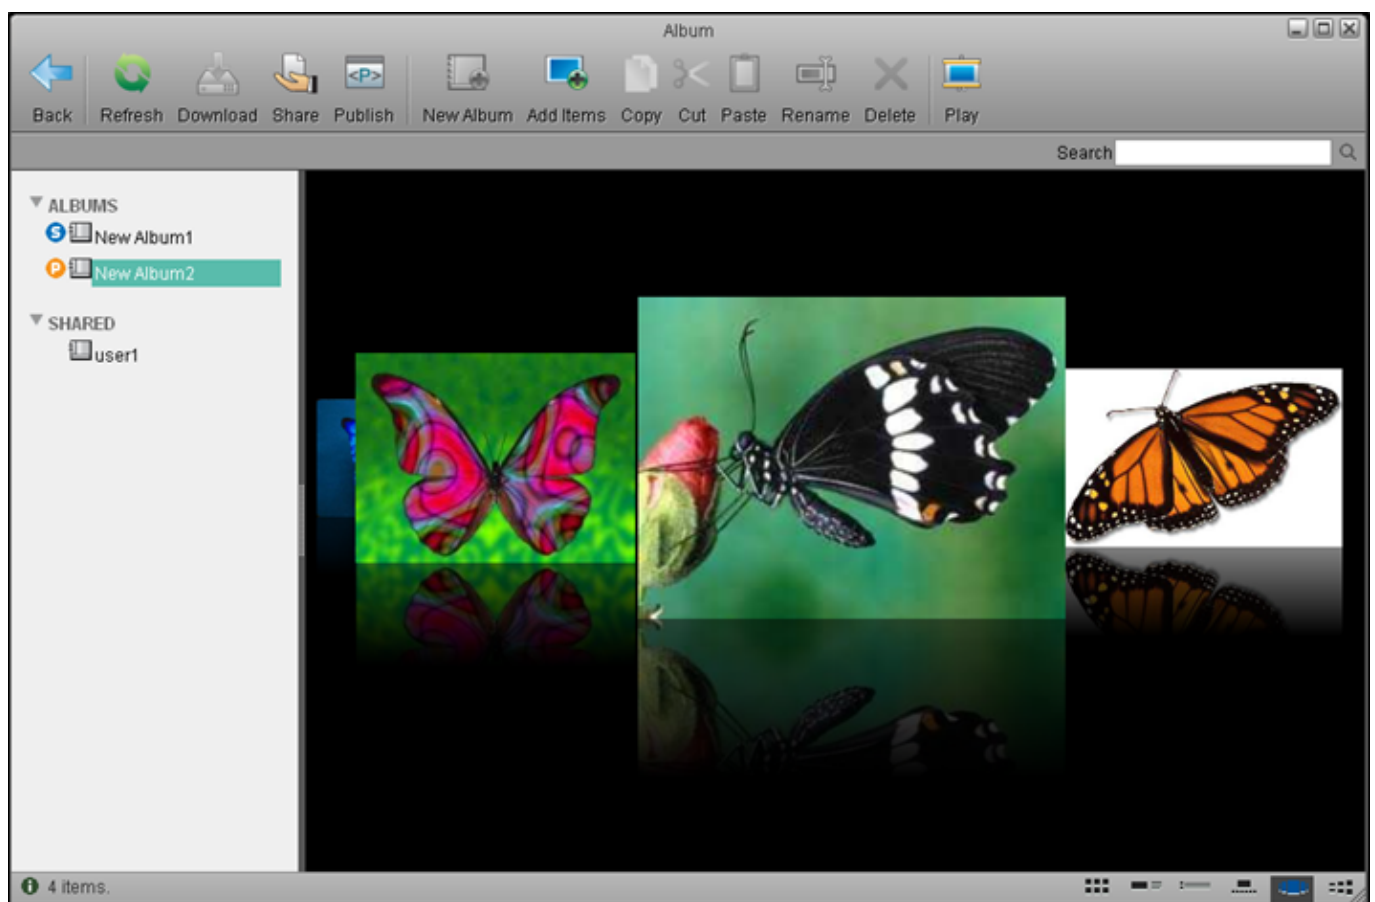 Album
Back Refresh Download Share <P> Publish New Album Add Items Copy Cut Paste Rename Delete Play
Search
ALBUMS
S New Album1
P New Album2
SHARED
user1
4 items.